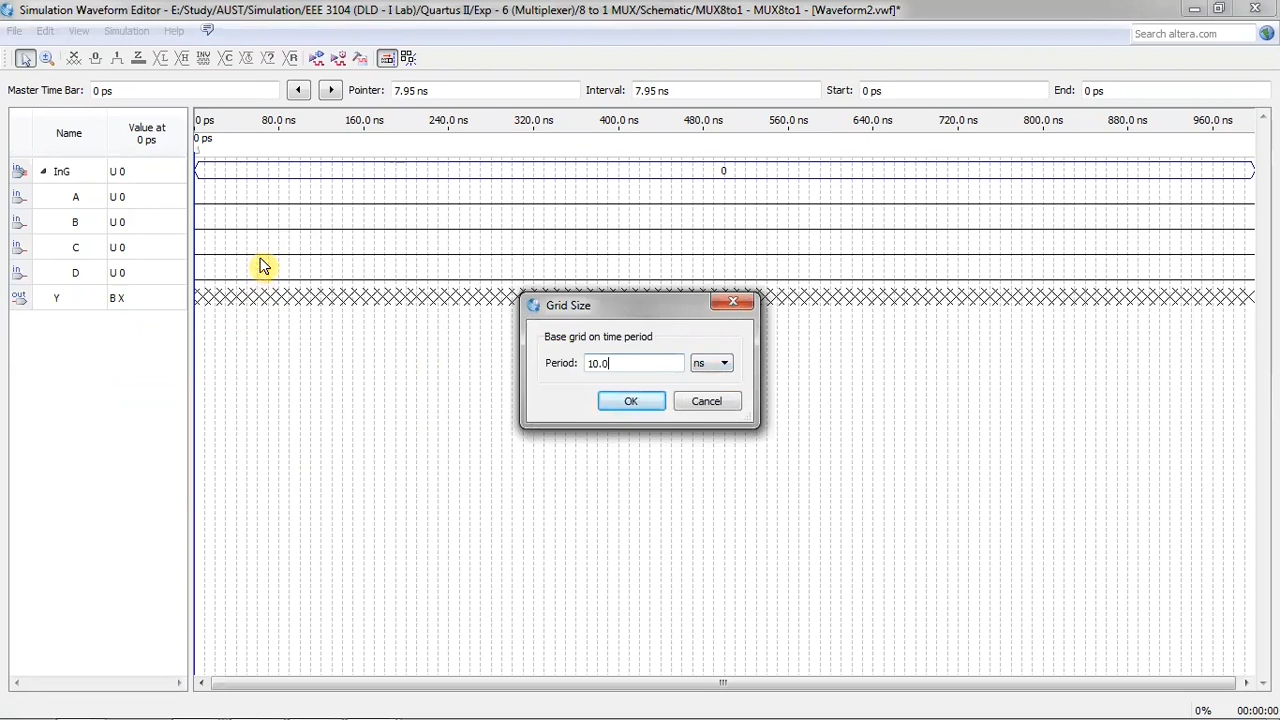 Simulation Waveform Editor - E:/Study/AUST/Simulation/EEE 3104 (DLD - I Lab)/Quartus II/Exp - 6 (Multiplexer)/8 to 1 MUX/Schematic/MUX8to1 - MUX8to1 - [Waveform2.vwf]*
File Edit View Simulation Help
Search altera.com
Master Time Bar: 0 ps Pointer: 7.95 ns Interval: 7.95 ns Start: 0 ps End: 0 ps
Name Value at 0 ps
0 ps 80.0 ns 160.0 ns 240.0 ns 320.0 ns 400.0 ns 480.0 ns 560.0 ns 640.0 ns 720.0 ns 800.0 ns 880.0 ns 960.0 ns
0 ps
InG U 0 0
A U 0
B U 0
C U 0
D U 0
Y B X
Grid Size
Base grid on time period
Period: 10.0 ns
OK Cancel
0% 00:00:00